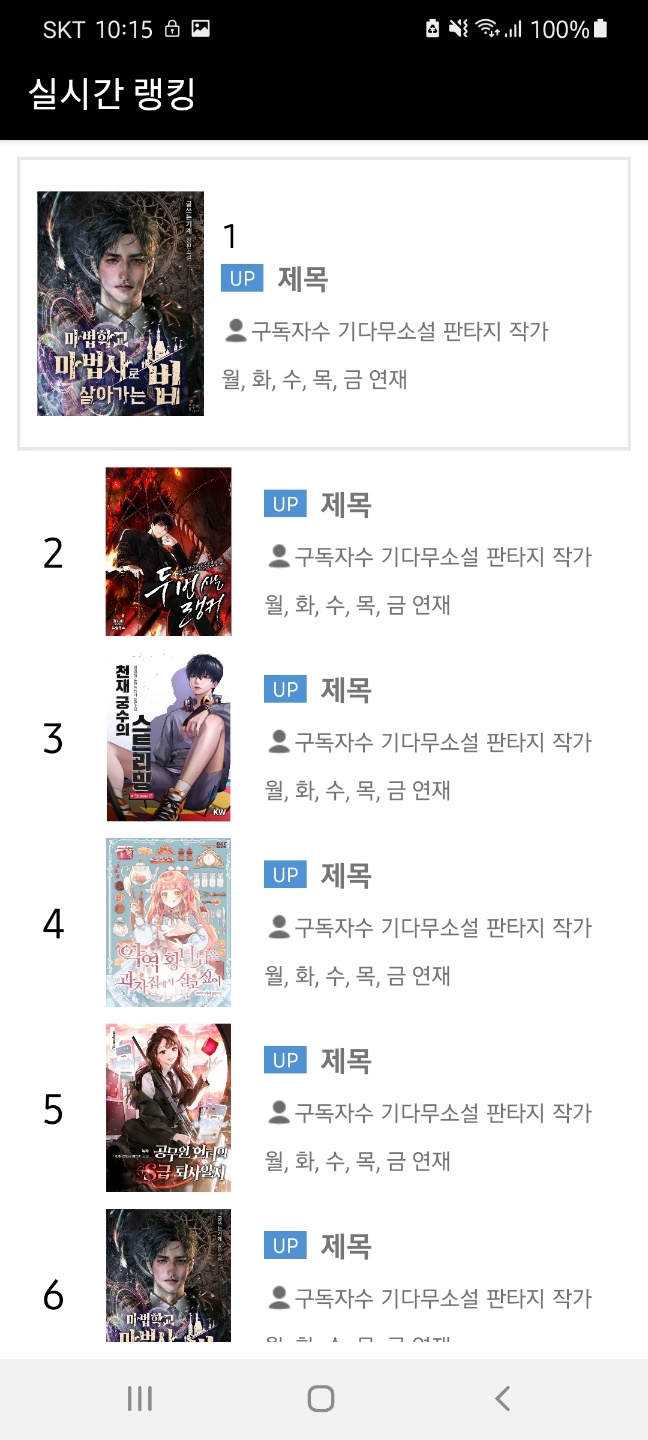 SKT 10:15 100%
실시간 랭킹
마법학교
마법사로
살아가는 법
1
UP 제목
구독자수 기다무소설 판타지 작가
월, 화, 수, 목, 금 연재
2
두 번 사는
랭커
UP 제목
구독자수 기다무소설 판타지 작가
월, 화, 수, 목, 금 연재
3
천재 궁수의
스트리밍
KW
UP 제목
구독자수 기다무소설 판타지 작가
월, 화, 수, 목, 금 연재
4
악역 황녀님은
과자집에서 살고 싶어
UP 제목
구독자수 기다무소설 판타지 작가
월, 화, 수, 목, 금 연재
5
공무원 헌터의
S급 퇴사일지
UP 제목
구독자수 기다무소설 판타지 작가
월, 화, 수, 목, 금 연재
6
마법학교
마법사
UP 제목
구독자수 기다무소설 판타지 작가
월, 화, 수, 목, 금 연재